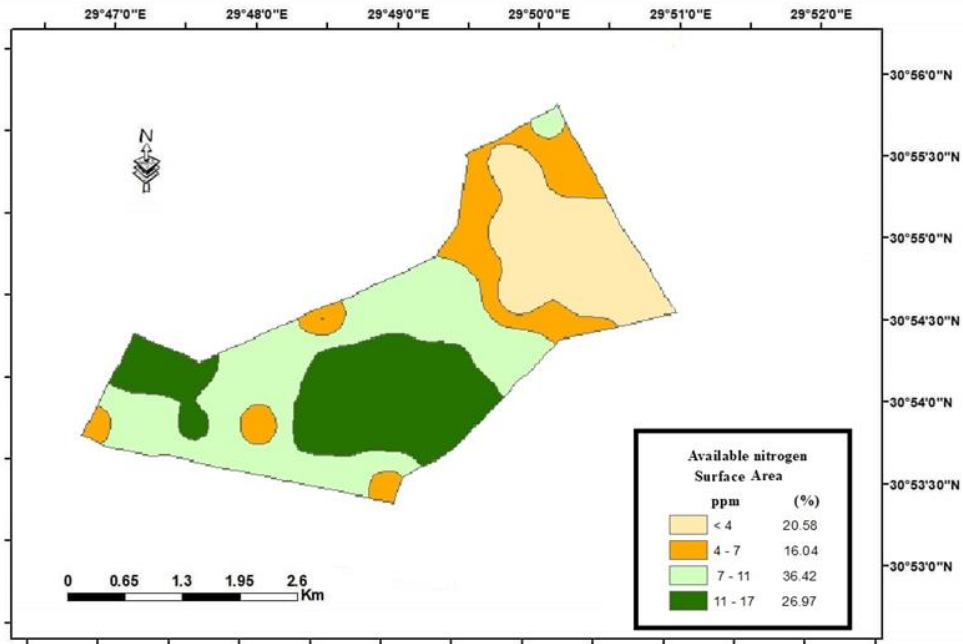 29°47'0"E 29°48'0"E 29°49'0"E 29°50'0"E 29°51'0"E 29°52'0"E
30°56'0"N
30°55'30"N
30°55'0"N
30°54'30"N
30°54'0"N
30°53'30"N
30°53'0"N
N
Available nitrogen
Surface Area
ppm (%)
< 4 20.58
4 - 7 16.04
7 - 11 36.42
11 - 17 26.97
0 0.65 1.3 1.95 2.6
Km